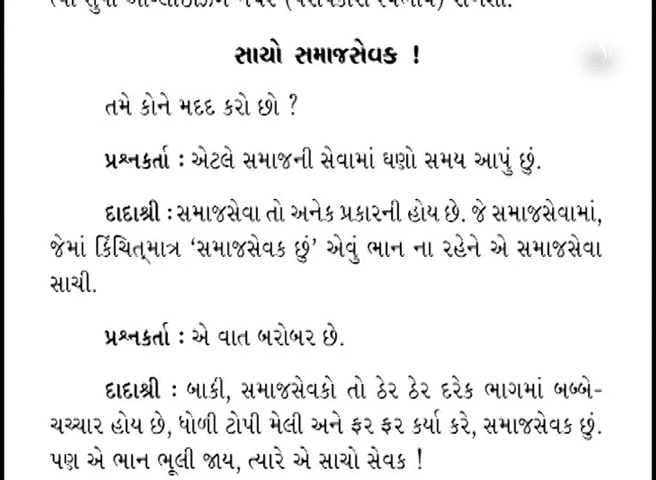 સાચો સમાજસેવક !
તમે કોને મદદ કરો છો ?
પ્રશ્નકર્તા : એટલે સમાજની સેવામાં ઘણો સમય આપું છું.
દાદાશ્રી : સમાજસેવા તો અનેક પ્રકારની હોય છે. જે સમાજસેવામાં,
જેમાં કિંચિત્‌માત્ર ‘સમાજસેવક છું’ એવું ભાન ના રહેને એ સમાજસેવા
સાચી.
પ્રશ્નકર્તા : એ વાત બરોબર છે.
દાદાશ્રી : બાકી, સમાજસેવકો તો ઠેર ઠેર દરેક ભાગમાં બબ્બે-
ચચ્ચાર હોય છે, ધોળી ટોપી મેલી અને ફર ફર કર્યા કરે, સમાજસેવક છું.
પણ એ ભાન ભૂલી જાય, ત્યારે એ સાચો સેવક !